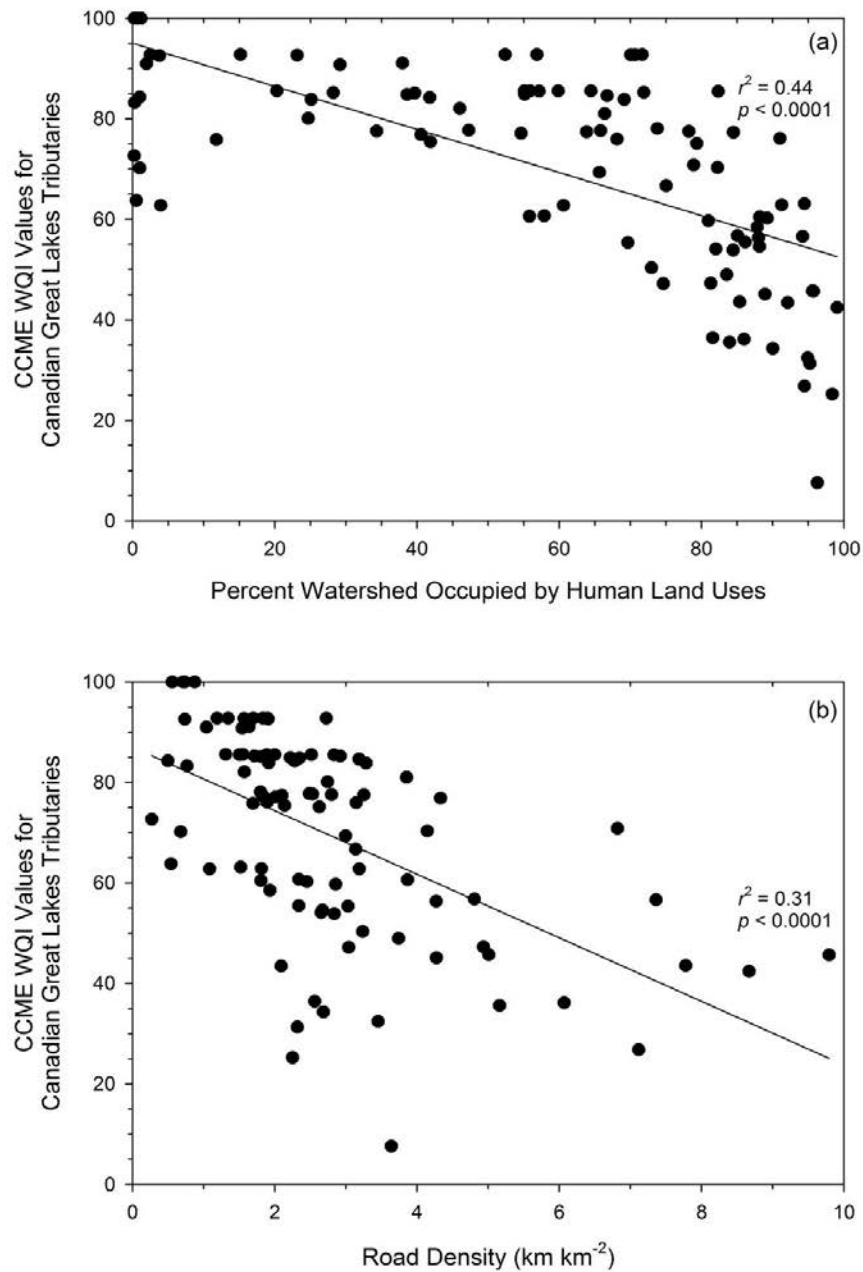 (a)
r² = 0.44
p < 0.0001
CCME WQI Values for
Canadian Great Lakes Tributaries
100
80
60
40
20
0
0 20 40 60 80 100
Percent Watershed Occupied by Human Land Uses
(b)
r² = 0.31
p < 0.0001
CCME WQI Values for
Canadian Great Lakes Tributaries
100
80
60
40
20
0
0 2 4 6 8 10
Road Density (km km⁻²)